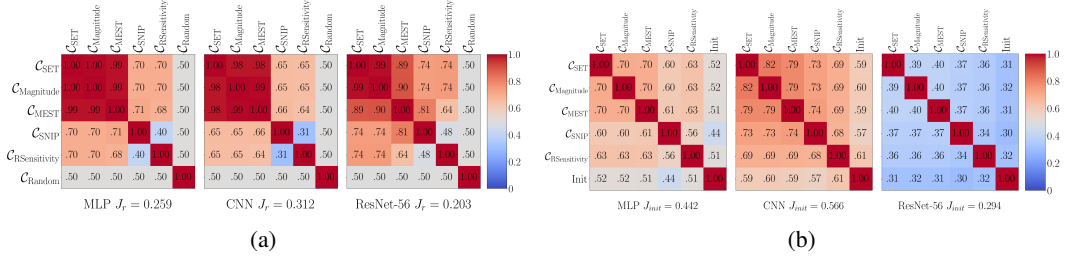 C_SET C_Magnitude C_MEST C_SNIP C_RSensitivity C_Random C_SET C_Magnitude C_MEST C_SNIP C_RSensitivity C_Random C_SET C_Magnitude C_MEST C_SNIP C_RSensitivity C_Random
C_SET 1.00 1.00 .99 .70 .70 .50 1.00 .98 .98 .65 .65 .50 1.00 .99 .89 .74 .74 .50 1.0
C_Magnitude 1.00 1.00 .99 .70 .70 .50 .98 1.00 .99 .65 .65 .50 .99 1.00 .90 .74 .74 .50 0.8
C_MEST .99 .99 1.00 .71 .68 .50 .98 .99 1.00 .66 .64 .50 .89 .90 1.00 .81 .64 .50 0.6
C_SNIP .70 .70 .71 1.00 .40 .50 .65 .65 .66 1.00 .31 .50 .74 .74 .81 1.00 .48 .50 0.4
C_RSensitivity .70 .70 .68 .40 1.00 .50 .65 .65 .64 .31 1.00 .50 .74 .74 .64 .48 1.00 .50 0.2
C_Random .50 .50 .50 .50 .50 1.00 .50 .50 .50 .50 .50 1.00 .50 .50 .50 .50 .50 1.00 0
MLP J_r = 0.259 CNN J_r = 0.312 ResNet-56 J_r = 0.203
(a)
C_SET C_Magnitude C_MEST C_SNIP C_RSensitivity Init C_SET C_Magnitude C_MEST C_SNIP C_RSensitivity Init C_SET C_Magnitude C_MEST C_SNIP C_RSensitivity Init
C_SET 1.00 .70 .70 .60 .63 .52 1.00 .82 .79 .73 .69 .59 1.00 .39 .40 .37 .36 .31 1.0
C_Magnitude .70 1.00 .70 .60 .63 .52 .82 1.00 .79 .73 .69 .60 .39 1.00 .40 .37 .36 .32 0.8
C_MEST .70 .70 1.00 .61 .63 .51 .79 .79 1.00 .74 .69 .60 .40 .40 1.00 .37 .36 .31 0.6
C_SNIP .60 .60 .61 1.00 .56 .44 .73 .73 .74 1.00 .68 .57 .37 .37 .37 1.00 .34 .30 0.4
C_RSensitivity .63 .63 .63 .56 1.00 .51 .69 .69 .69 .68 1.00 .61 .36 .36 .36 .34 1.00 .32 0.2
Init .52 .52 .51 .44 .51 1.00 .59 .60 .60 .57 .61 1.00 .31 .32 .31 .30 .32 1.00 0
MLP J_init = 0.442 CNN J_init = 0.566 ResNet-56 J_init = 0.294
(b)